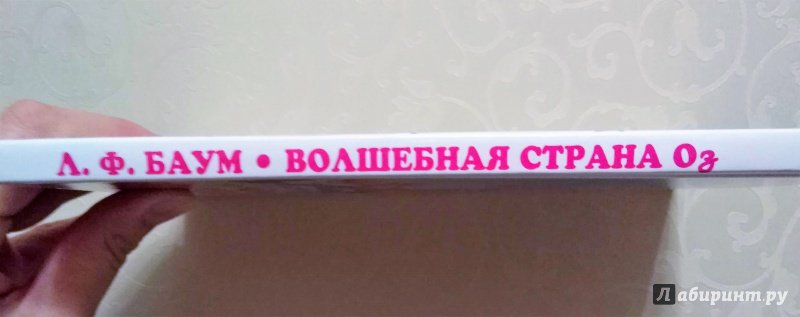 Л. Ф. БАУМ • ВОЛШЕБНАЯ СТРАНА Оз
Лабиринт.ру